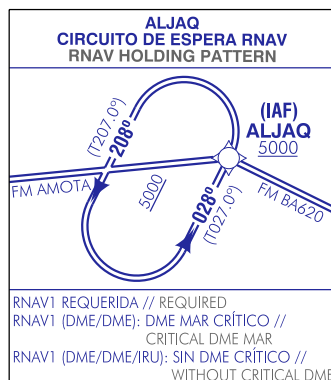 ALJAQ
CIRCUITO DE ESPERA RNAV
RNAV HOLDING PATTERN
(T207.0°)
208°
(IAF)
ALJAQ
5000
FM AMOTA
5000
028°
(T027.0°)
FM BA620
RNAV1 REQUERIDA // REQUIRED
RNAV1 (DME/DME): DME MAR CRÍTICO //
CRITICAL DME MAR
RNAV1 (DME/DME/IRU): SIN DME CRÍTICO //
WITHOUT CRITICAL DME